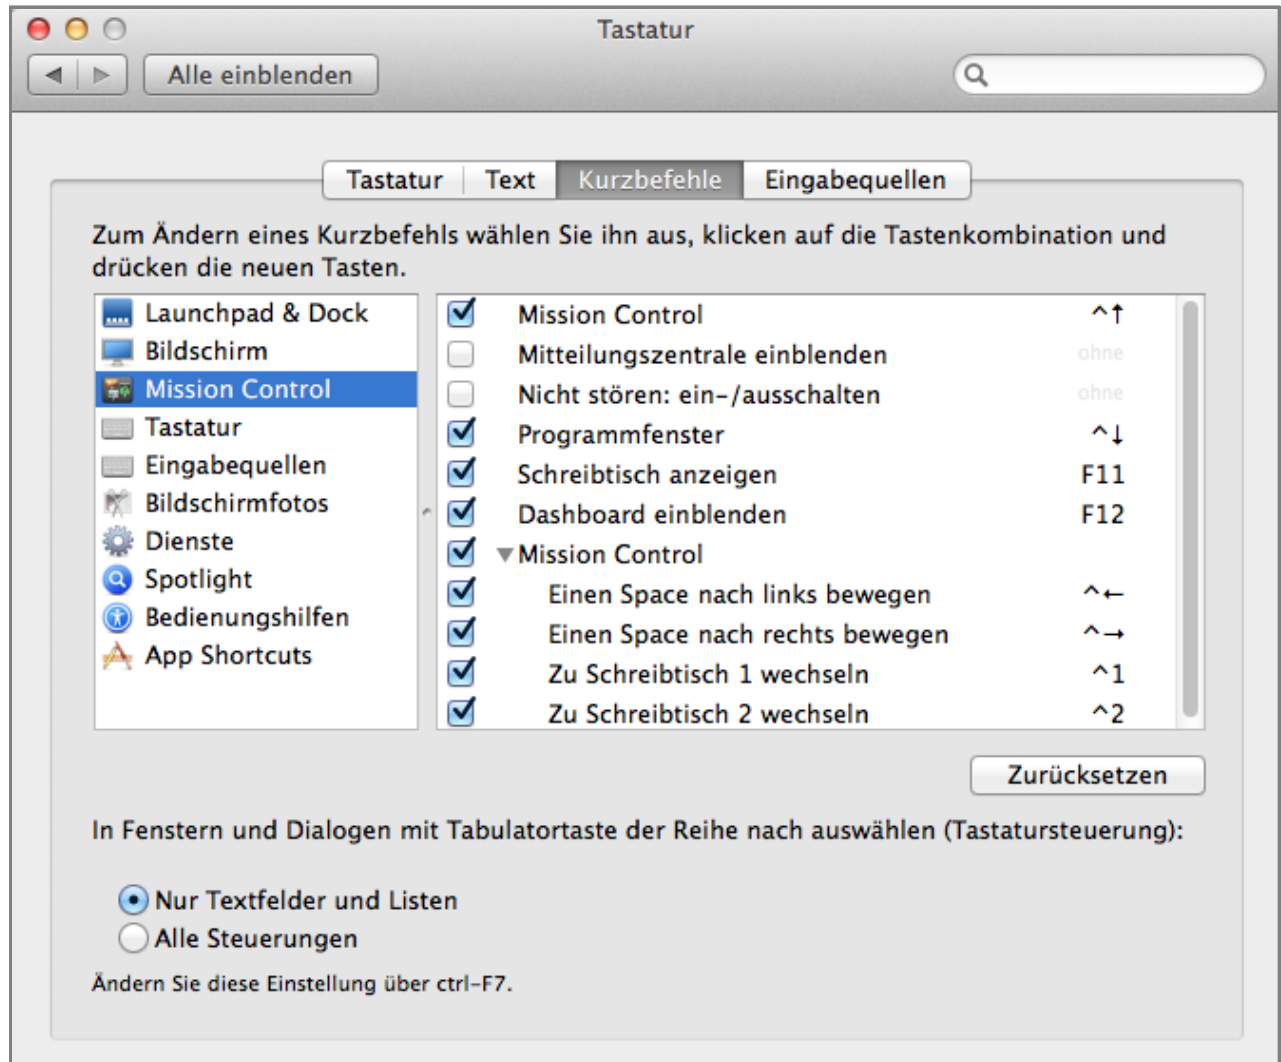 Tastatur
Alle einblenden
Tastatur Text Kurzbefehle Eingabequellen
Zum Ändern eines Kurzbefehls wählen Sie ihn aus, klicken auf die Tastenkombination und
drücken die neuen Tasten.
Launchpad & Dock
Bildschirm
Mission Control
Tastatur
Eingabequellen
Bildschirmfotos
Dienste
Spotlight
Bedienungshilfen
App Shortcuts
Mission Control ^↑
Mitteilungszentrale einblenden ohne
Nicht stören: ein-/ausschalten ohne
Programmfenster ^↓
Schreibtisch anzeigen F11
Dashboard einblenden F12
Mission Control
Einen Space nach links bewegen ^←
Einen Space nach rechts bewegen ^→
Zu Schreibtisch 1 wechseln ^1
Zu Schreibtisch 2 wechseln ^2
Zurücksetzen
In Fenstern und Dialogen mit Tabulatortaste der Reihe nach auswählen (Tastatursteuerung):
Nur Textfelder und Listen
Alle Steuerungen
Ändern Sie diese Einstellung über ctrl-F7.